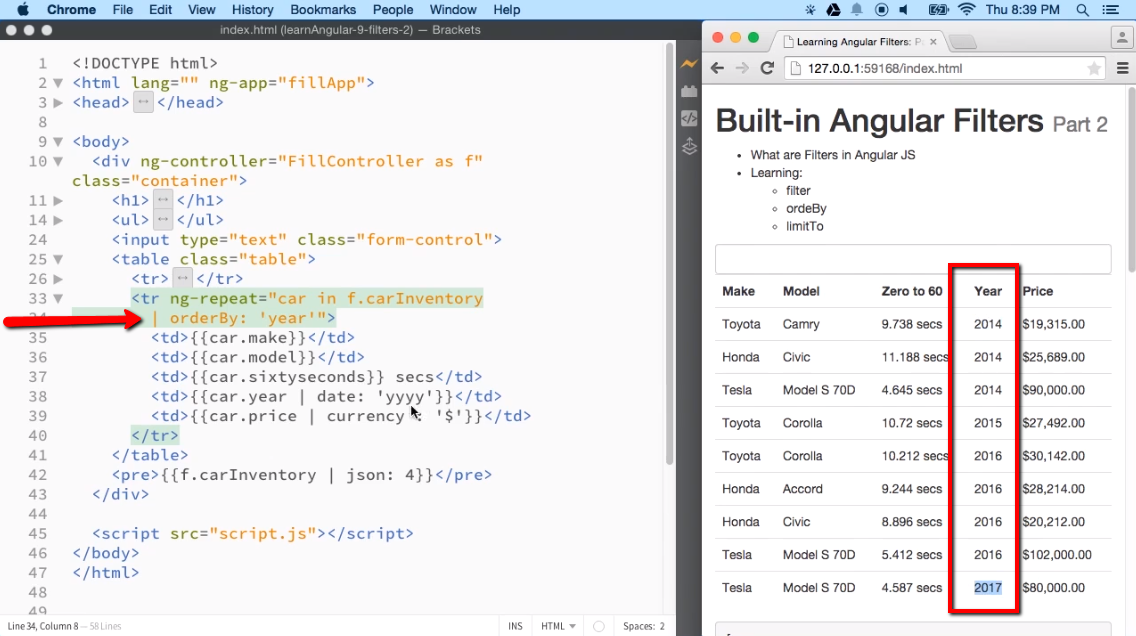 Chrome File Edit View History Bookmarks People Window Help Thu 8:39 PM
index.html (learnAngular-9-filters-2) — Brackets
1 <!DOCTYPE html>
2 <html lang="" ng-app="fillApp">
3 <head> </head>
8
9 <body>
10 <div ng-controller="FillController as f"
class="container">
11 <h1> </h1>
14 <ul> </ul>
24 <input type="text" class="form-control">
25 <table class="table">
26 <tr> </tr>
33 <tr ng-repeat="car in f.carInventory
34 | orderBy: 'year'">
35 <td>{{car.make}}</td>
36 <td>{{car.model}}</td>
37 <td>{{car.sixtyseconds}} secs</td>
38 <td>{{car.year | date: 'yyyy'}}</td>
39 <td>{{car.price | currency : '$'}}</td>
40 </tr>
41 </table>
42 <pre>{{f.carInventory | json: 4}}</pre>
43 </div>
44
45 <script src="script.js"></script>
46 </body>
47 </html>
48
49
Line 34, Column 8 — 58 Lines
INS HTML Spaces: 2
Learning Angular Filters: P
127.0.0.1:59168/index.html
Built-in Angular Filters Part 2
What are Filters in Angular JS
Learning:
filter
ordeBy
limitTo
Make Model Zero to 60 Year Price
Toyota Camry 9.738 secs 2014 $19,315.00
Honda Civic 11.188 secs 2014 $25,689.00
Tesla Model S 70D 4.645 secs 2014 $90,000.00
Toyota Corolla 10.72 secs 2015 $27,492.00
Toyota Corolla 10.212 secs 2016 $30,142.00
Honda Accord 9.244 secs 2016 $28,214.00
Honda Civic 8.896 secs 2016 $20,212.00
Tesla Model S 70D 5.412 secs 2016 $102,000.00
Tesla Model S 70D 4.587 secs 2017 $80,000.00